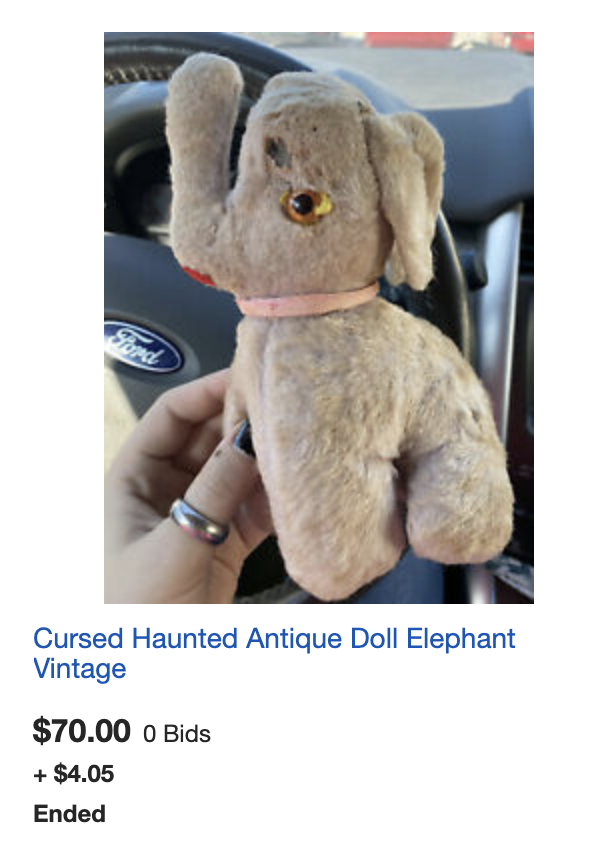 Ford
Cursed Haunted Antique Doll Elephant
Vintage
$70.00 0 Bids
+ $4.05
Ended